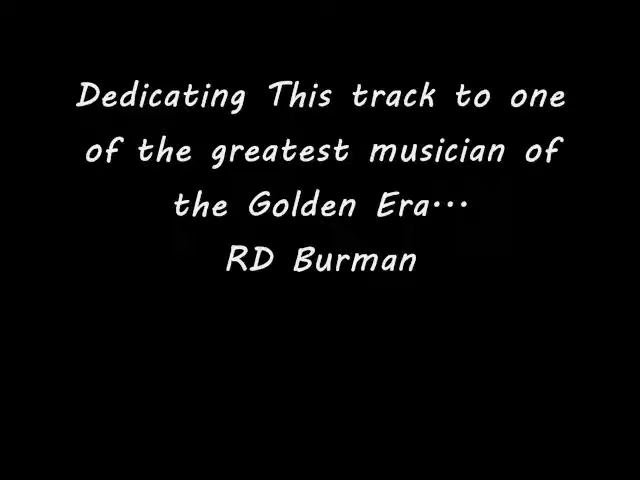 Dedicating This track to one
of the greatest musician of
the Golden Era...
RD Burman